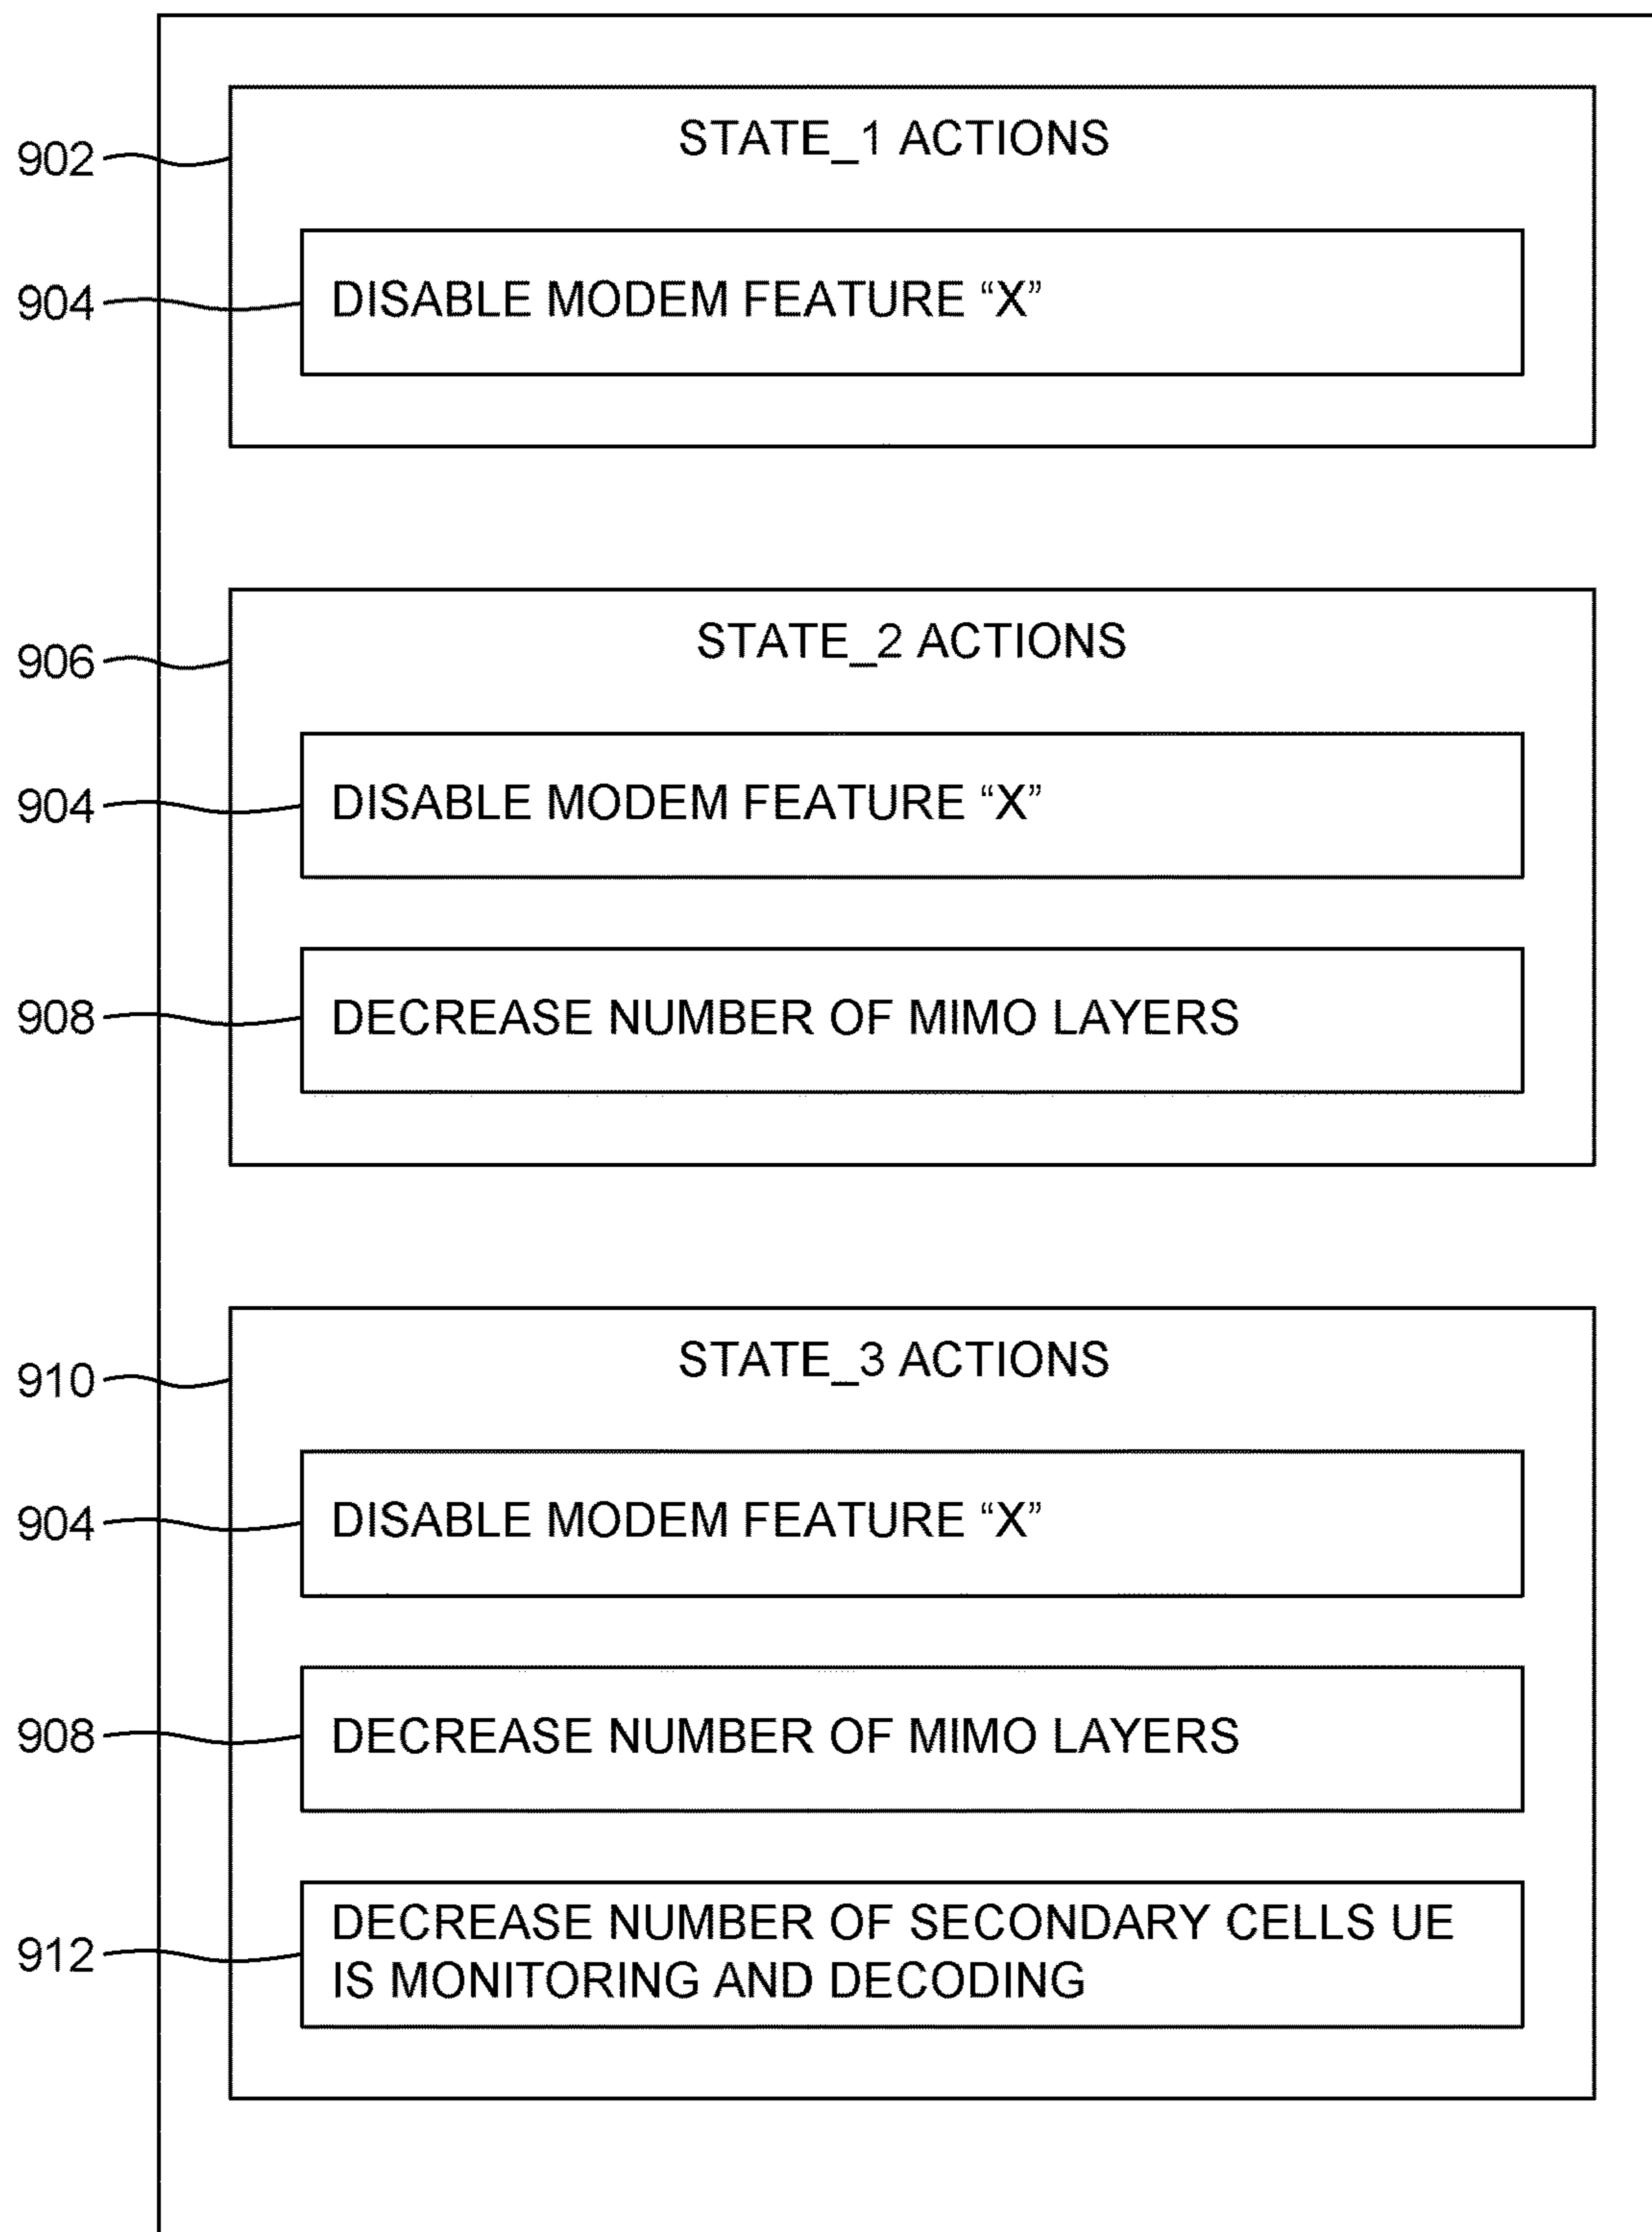 902
STATE_1 ACTIONS
904
DISABLE MODEM FEATURE “X”
906
STATE_2 ACTIONS
904
DISABLE MODEM FEATURE “X”
908
DECREASE NUMBER OF MIMO LAYERS
910
STATE_3 ACTIONS
904
DISABLE MODEM FEATURE “X”
908
DECREASE NUMBER OF MIMO LAYERS
912
DECREASE NUMBER OF SECONDARY CELLS UE
IS MONITORING AND DECODING